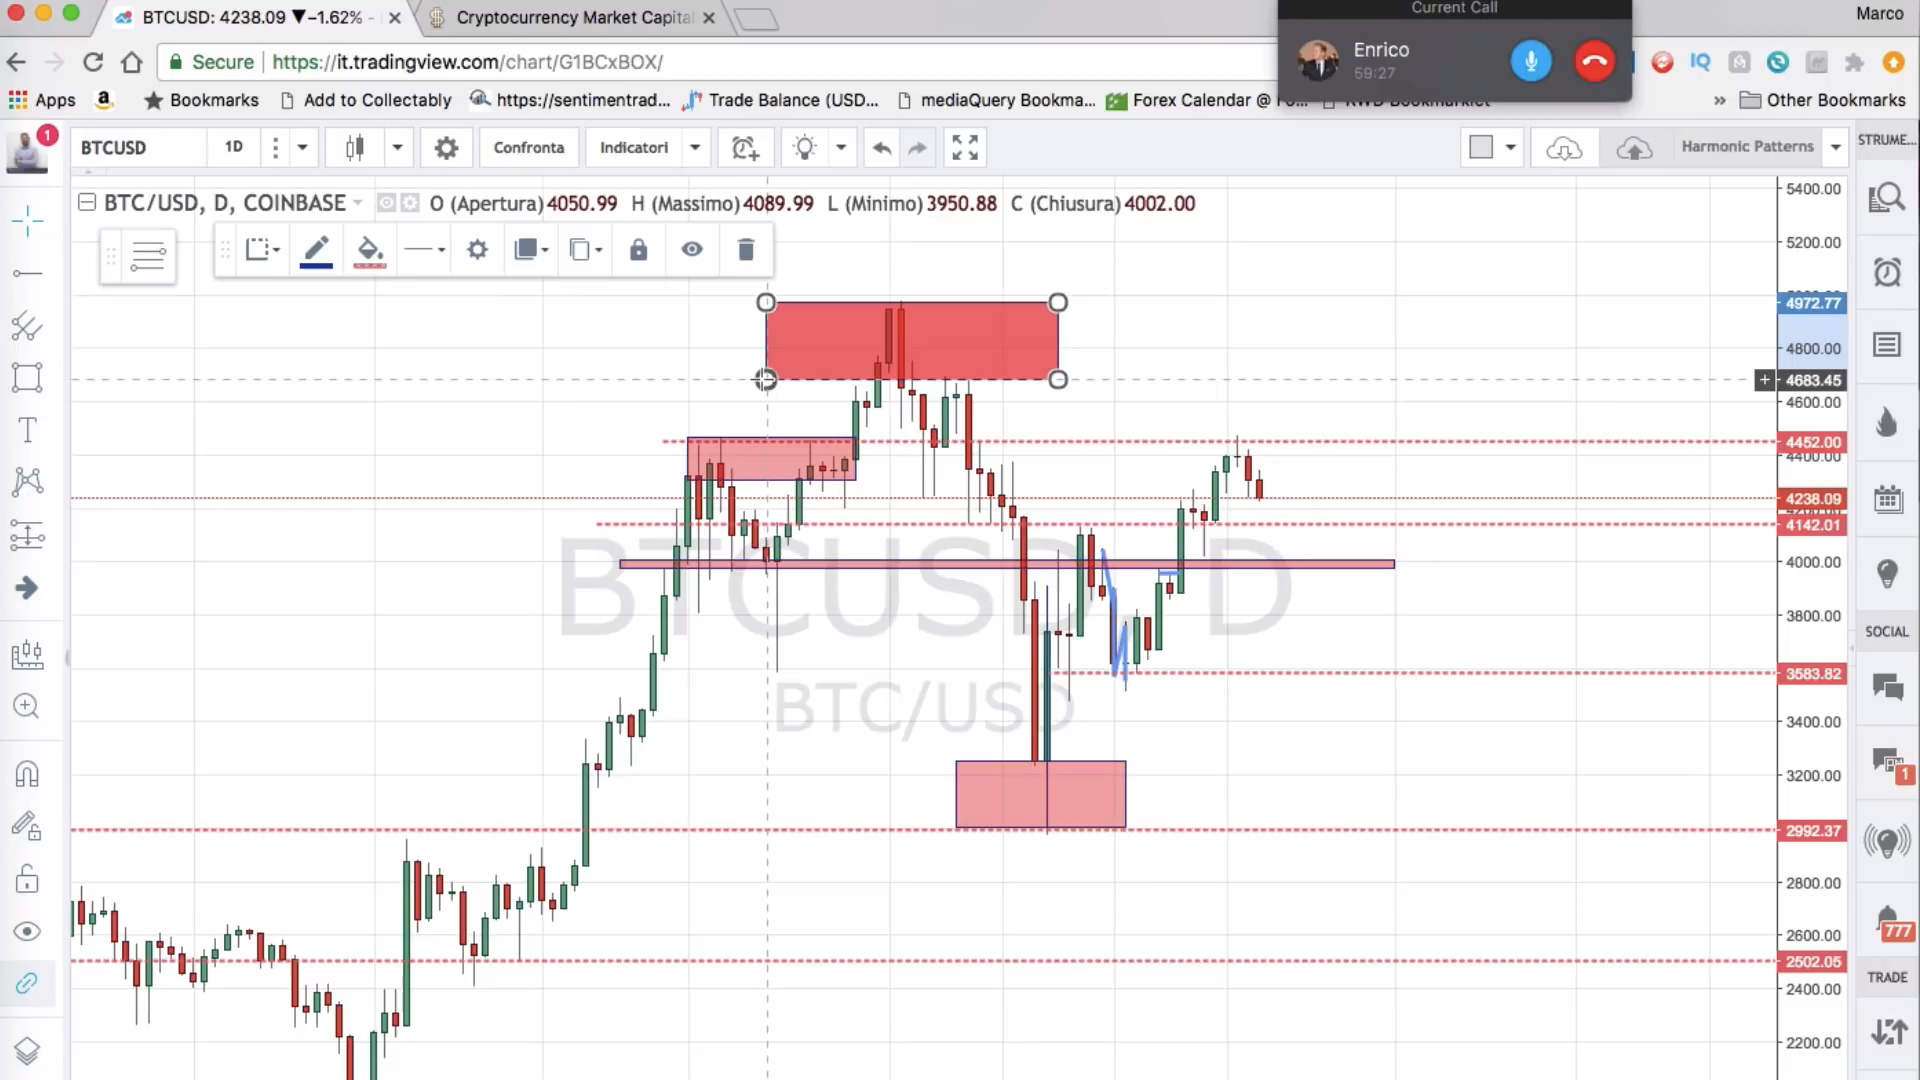 BTCUSD: 4238.09 ▼−1.62% -
Cryptocurrency Market Capital
Current Call
Marco
Enrico
59:27
Secure
https://it.tradingview.com/chart/G1BCxBOX/
Apps
Bookmarks
Add to Collectably
https://sentimentrad...
Trade Balance (USD...
mediaQuery Bookma...
Forex Calendar @ Fo...
»
Other Bookmarks
1
BTCUSD
1D
Confronta
Indicatori
Harmonic Patterns
STRUME...
BTC/USD, D, COINBASE
O (Apertura) 4050.99 H (Massimo) 4089.99 L (Minimo) 3950.88 C (Chiusura) 4002.00
5400.00
5200.00
4972.77
4800.00
4683.45
4600.00
4452.00
4400.00
4238.09
4142.01
4000.00
BTCUSD, D
3800.00
SOCIAL
3583.82
BTC/USD
3400.00
3200.00
1
2992.37
2800.00
2600.00
777
2502.05
TRADE
2400.00
2200.00